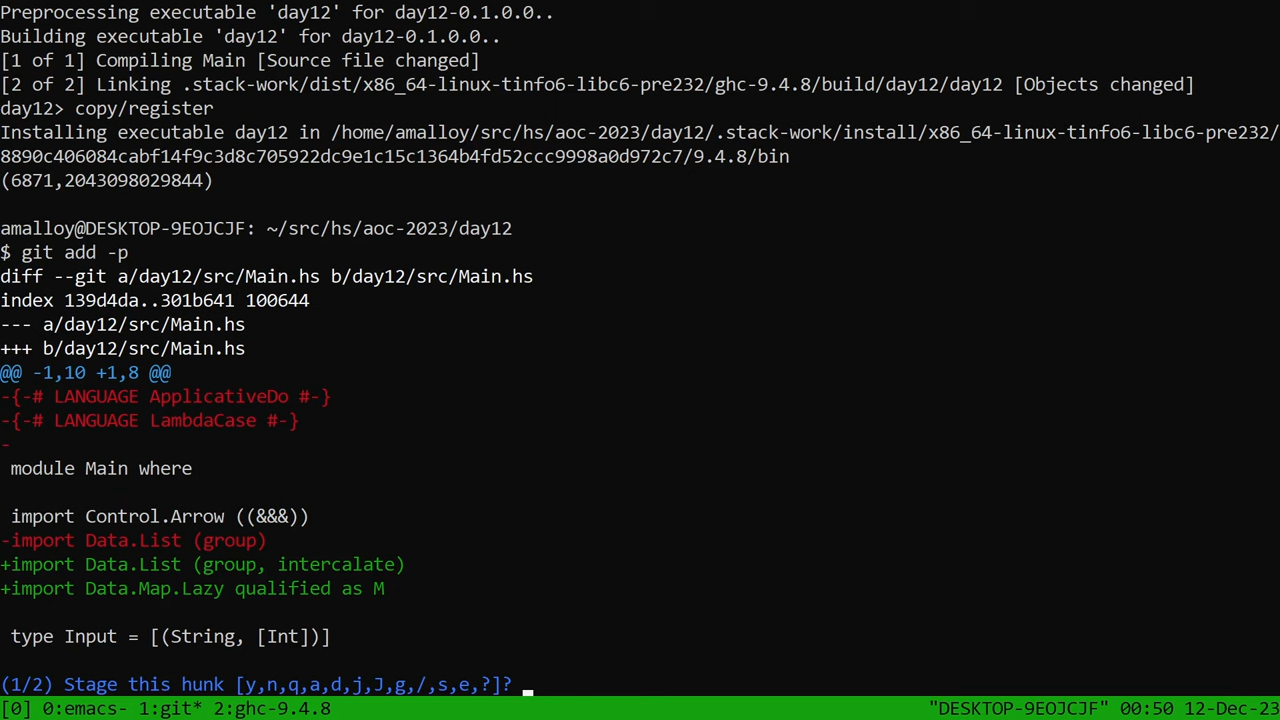 Preprocessing executable 'day12' for day12-0.1.0.0..
Building executable 'day12' for day12-0.1.0.0..
[1 of 1] Compiling Main [Source file changed]
[2 of 2] Linking .stack-work/dist/x86_64-linux-tinfo6-libc6-pre232/ghc-9.4.8/build/day12/day12 [Objects changed]
day12> copy/register
Installing executable day12 in /home/amalloy/src/hs/aoc-2023/day12/.stack-work/install/x86_64-linux-tinfo6-libc6-pre232/
8890c406084cabf14f9c3d8c705922dc9e1c15c1364b4fd52ccc9998a0d972c7/9.4.8/bin
(6871,2043098029844)
amalloy@DESKTOP-9EOJCJF: ~/src/hs/aoc-2023/day12
$ git add -p
diff --git a/day12/src/Main.hs b/day12/src/Main.hs
index 139d4da..301b641 100644
--- a/day12/src/Main.hs
+++ b/day12/src/Main.hs
@@ -1,10 +1,8 @@
-{-# LANGUAGE ApplicativeDo #-}
-{-# LANGUAGE LambdaCase #-}
-
 module Main where
 import Control.Arrow ((&&&))
-import Data.List (group)
+import Data.List (group, intercalate)
+import Data.Map.Lazy qualified as M
 type Input = [(String, [Int])]
(1/2) Stage this hunk [y,n,q,a,d,j,J,g,/,s,e,?]?
[0] 0:emacs- 1:git* 2:ghc-9.4.8 "DESKTOP-9EOJCJF" 00:50 12-Dec-23